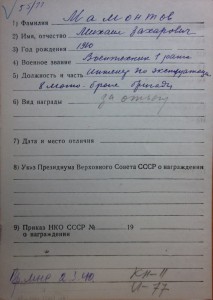 1) Фамилия Мамонтов
2) Имя, отчество Михаил Захарович
3) Год рождения 1910
4) Военное звание Воентехник 1 ранга
5) Должность и часть инженер по эксплуатации
8 мото-броне бригады
6) Вид награды за отвагу
7) Дата и место отличия
8) Указ Президиума Верховного Совета СССР о награждении
9) Приказ НКО СССР № 19
о награждении